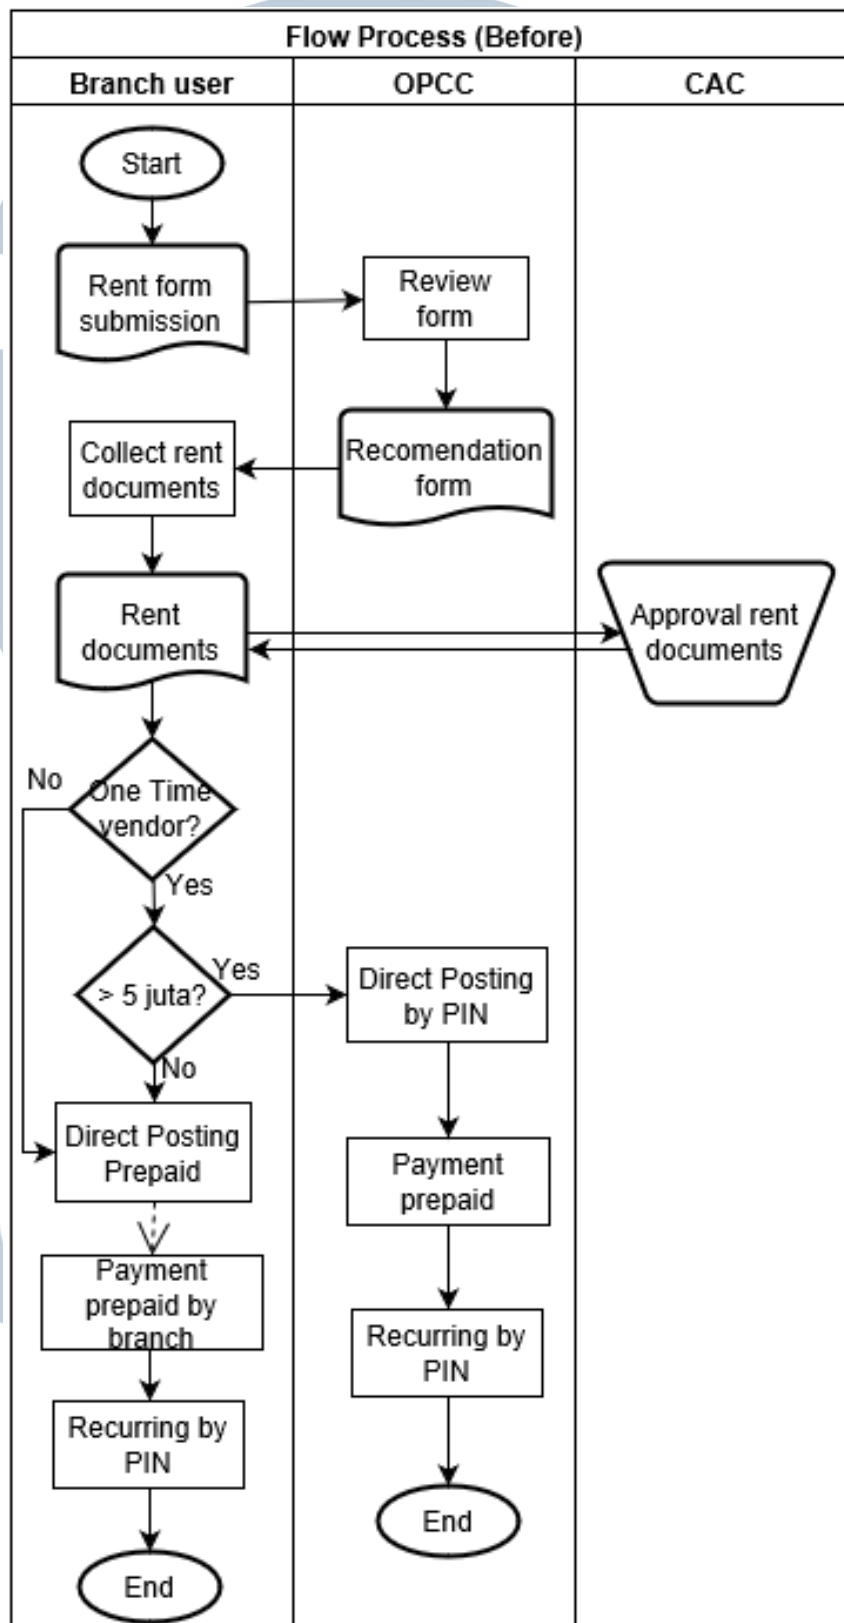 Flow Process (Before)
Branch user
OPCC
CAC
Start
Rent form
submission
Review
form
Recomendation
form
Collect rent
documents
Rent
documents
Approval rent
documents
One Time
vendor?
No
Yes
> 5 juta?
Yes
No
Direct Posting
by PIN
Direct Posting
Prepaid
Payment
prepaid
Payment
prepaid by
branch
Recurring by
PIN
Recurring by
PIN
End
End